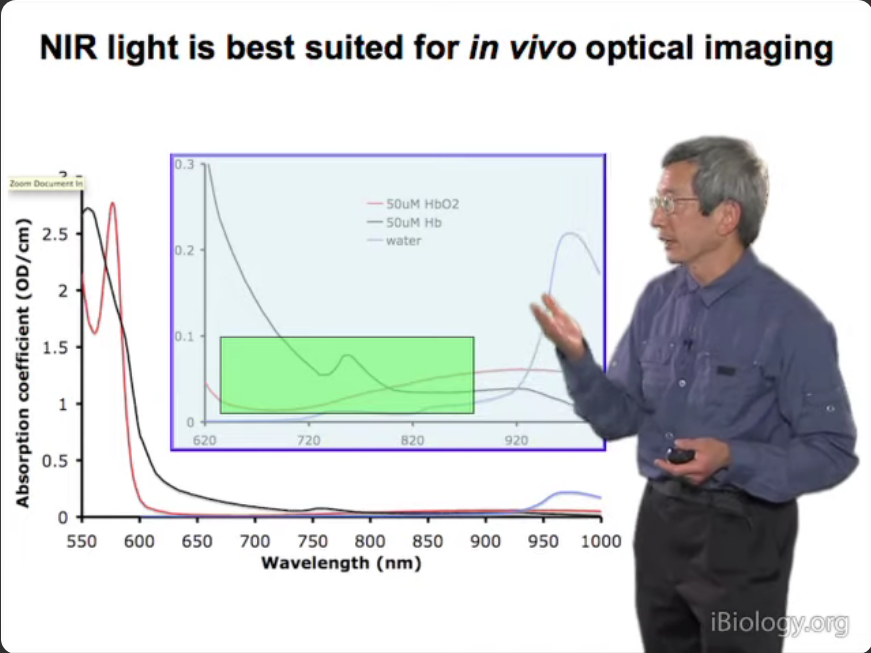 NIR light is best suited for in vivo optical imaging
Zoom Document In
3
2.5
2
1.5
1
0.5
0
Absorption coefficient (OD/cm)
550 600 650 700 750 800 850 900 950 1000
Wavelength (nm)
0.3
0.2
0.1
0
620 720 820 920
50uM HbO2
50uM Hb
water
iBiology.org